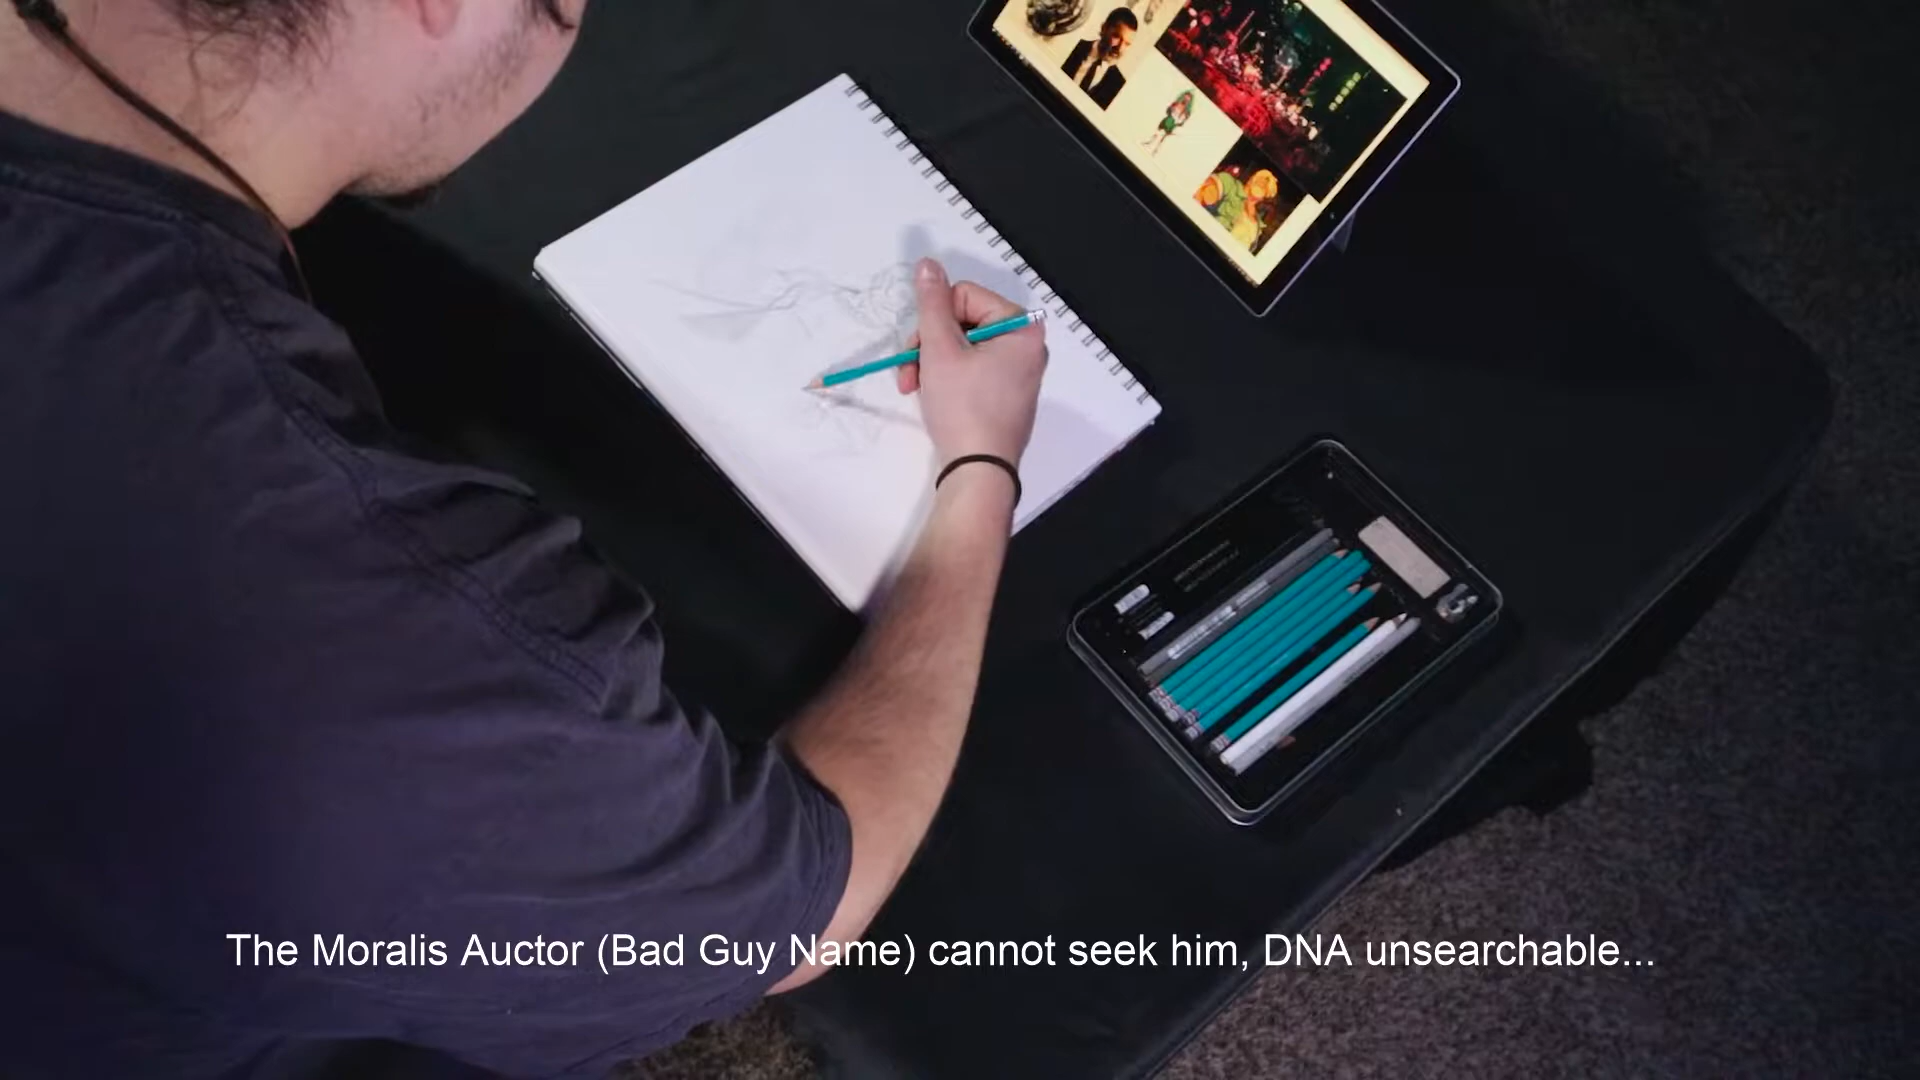 The Moralis Auctor (Bad Guy Name) cannot seek him, DNA unsearchable...